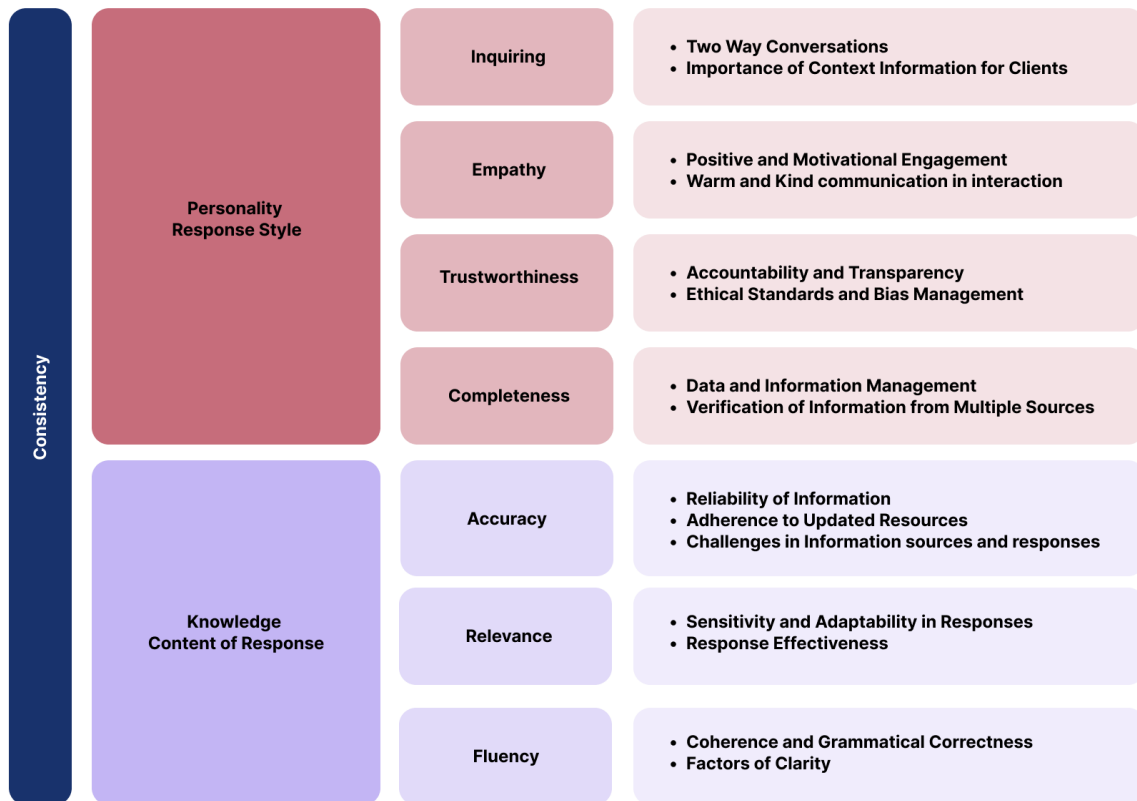 Consistency
Personality
Response Style
Inquiring
• Two Way Conversations
• Importance of Context Information for Clients
Empathy
• Positive and Motivational Engagement
• Warm and Kind communication in interaction
Trustworthiness
• Accountability and Transparency
• Ethical Standards and Bias Management
Completeness
• Data and Information Management
• Verification of Information from Multiple Sources
Knowledge
Content of Response
Accuracy
• Reliability of Information
• Adherence to Updated Resources
• Challenges in Information sources and responses
Relevance
• Sensitivity and Adaptability in Responses
• Response Effectiveness
Fluency
• Coherence and Grammatical Correctness
• Factors of Clarity